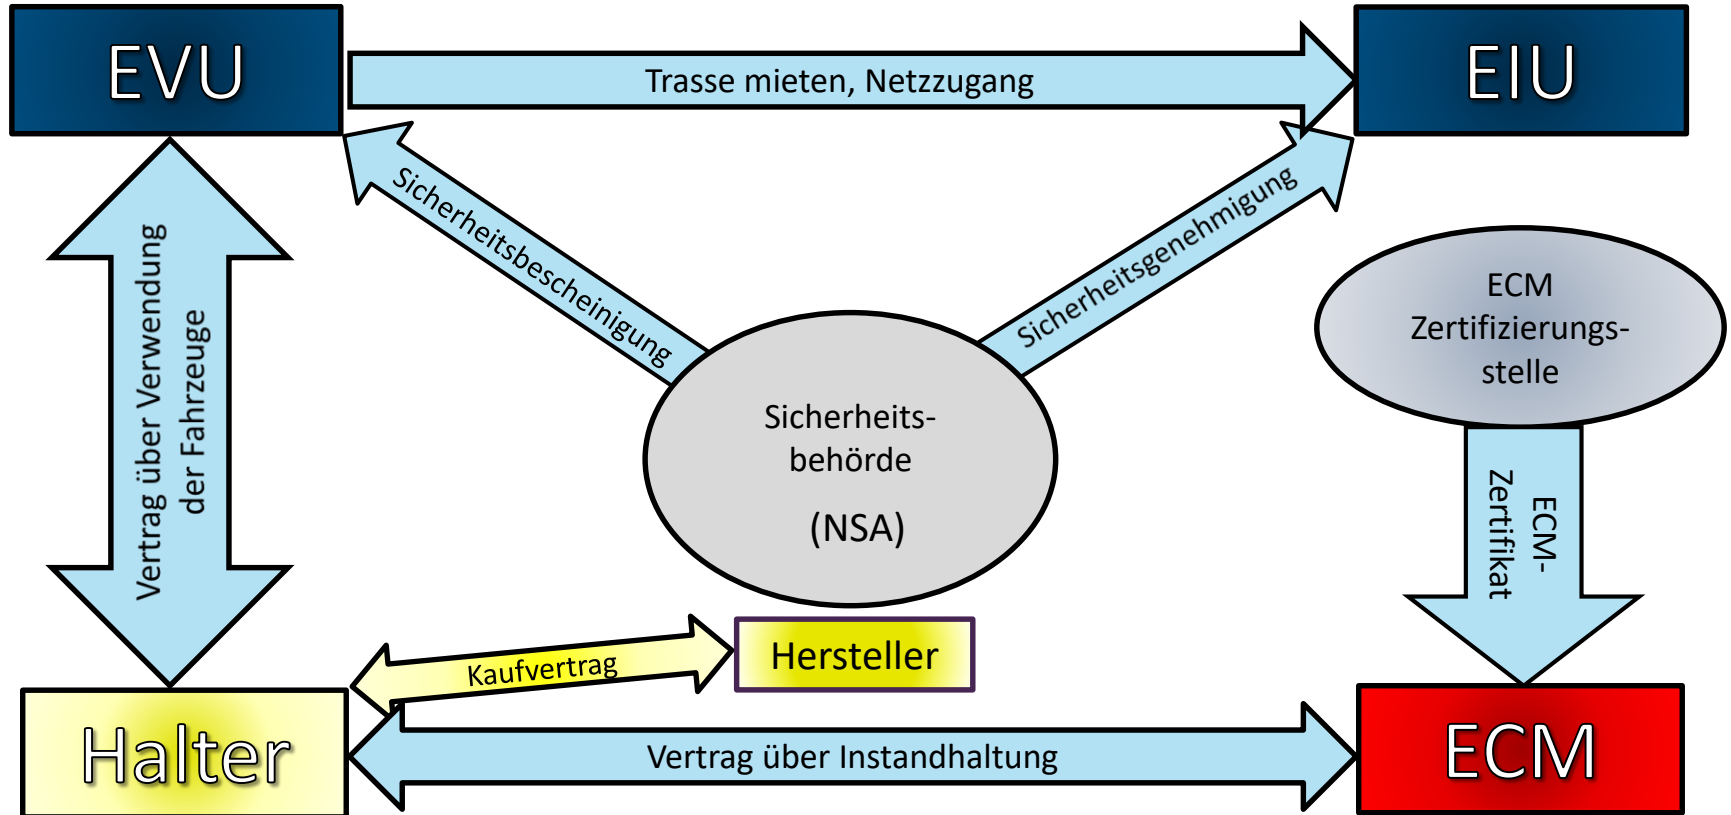 EVU
Trasse mieten, Netzzugang
EIU
Sicherheitsbescheinigung
Sicherheitsgenehmigung
Vertrag über Verwendung
der Fahrzeuge
ECM
Zertifizierungs-
stelle
Sicherheits-
behörde
(NSA)
ECM-
Zertifikat
Kaufvertrag
Hersteller
Halter
Vertrag über Instandhaltung
ECM